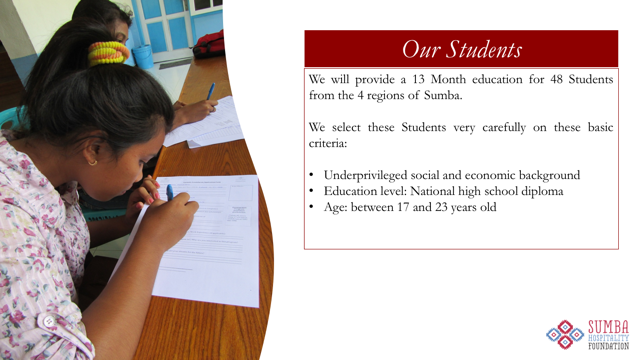 Our Students
We will provide a 13 Month education for 48 Students
from the 4 regions of Sumba.
We select these Students very carefully on these basic
criteria:
• Underprivileged social and economic background
• Education level: National high school diploma
• Age: between 17 and 23 years old
SUMBA
HOSPITALITY
FOUNDATION